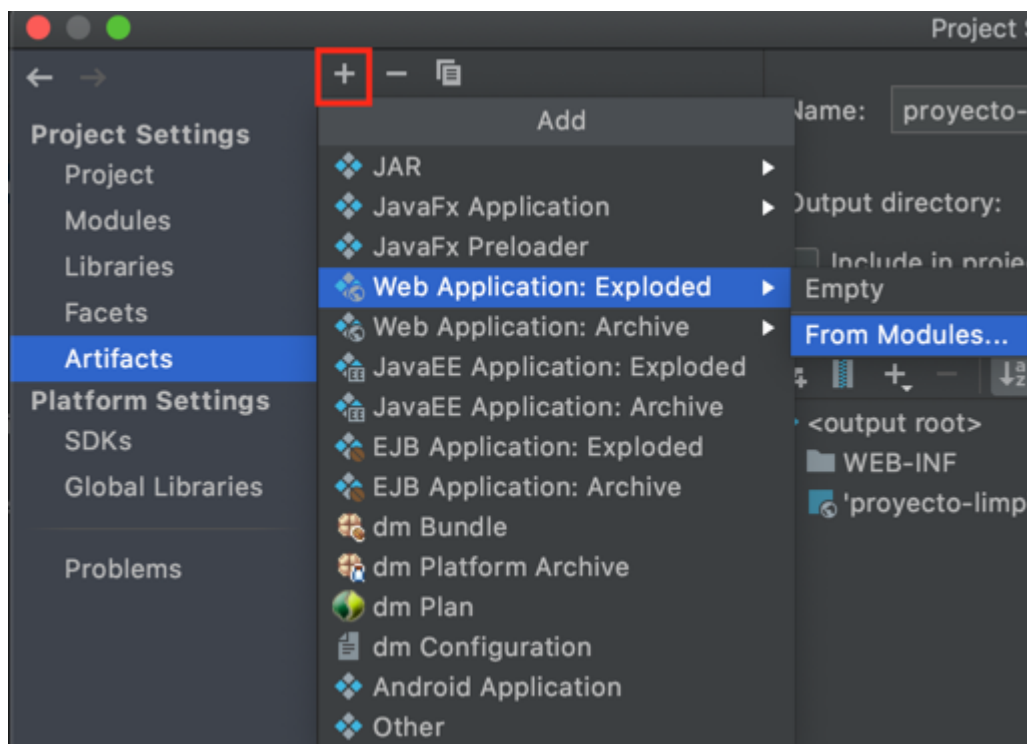 Project S
Project Settings
Project
Modules
Libraries
Facets
Artifacts
Platform Settings
SDKs
Global Libraries
Problems
Add
JAR
JavaFx Application
JavaFx Preloader
Web Application: Exploded
Web Application: Archive
JavaEE Application: Exploded
JavaEE Application: Archive
EJB Application: Exploded
EJB Application: Archive
dm Bundle
dm Platform Archive
dm Plan
dm Configuration
Android Application
Other
Name: proyecto-
Output directory:
Include in proje
Empty
From Modules...
<output root>
WEB-INF
'proyecto-limp